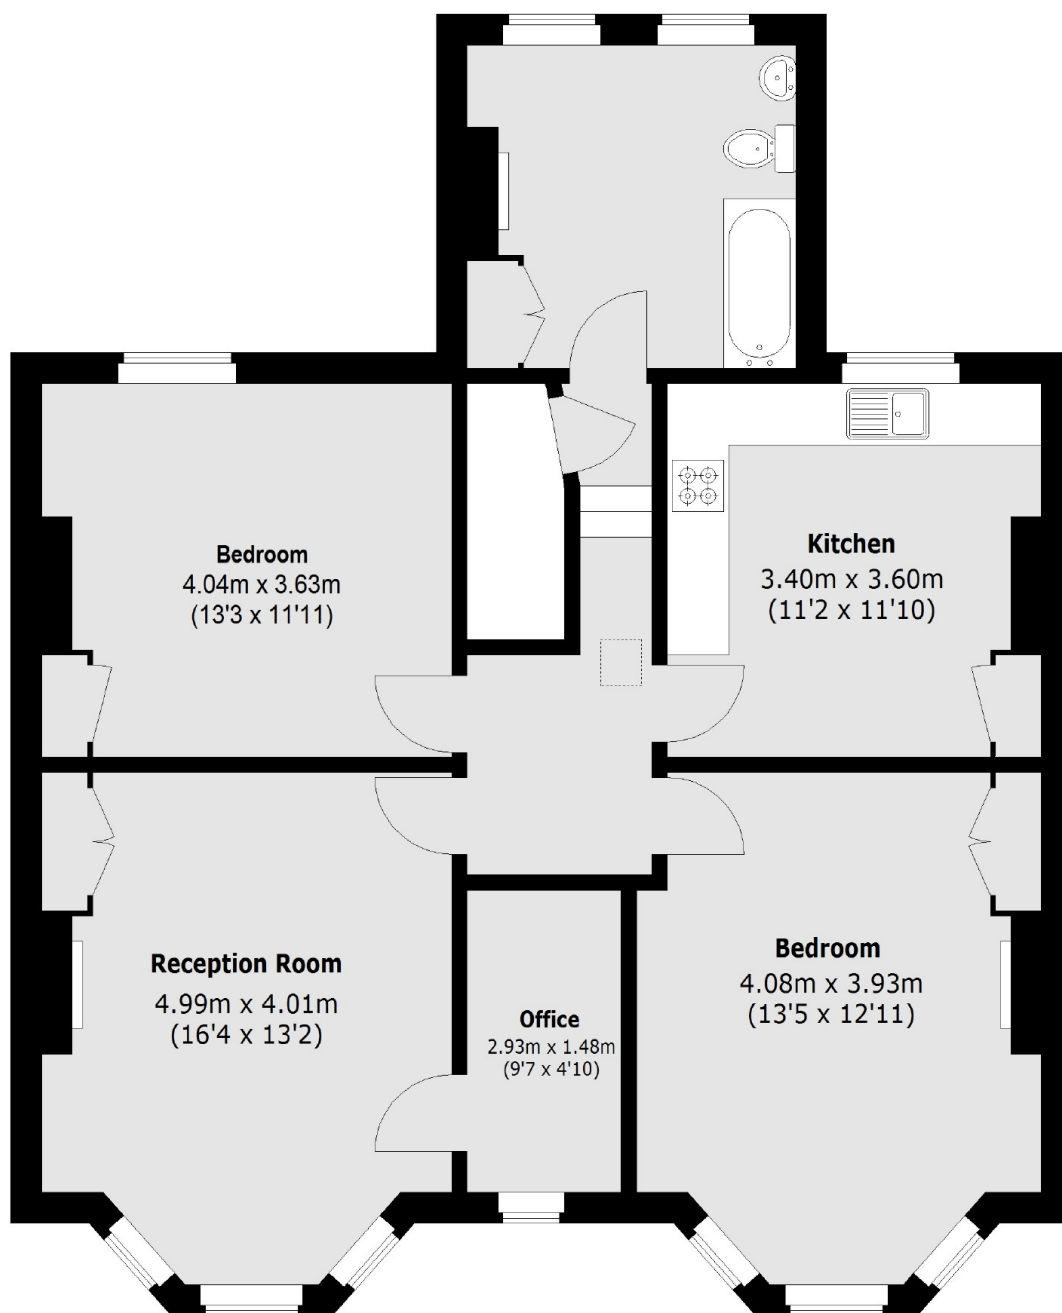 Bedroom
4.04m x 3.63m
(13'3 x 11'11)
Kitchen
3.40m x 3.60m
(11'2 x 11'10)
Reception Room
4.99m x 4.01m
(16'4 x 13'2)
Office
2.93m x 1.48m
(9'7 x 4'10)
Bedroom
4.08m x 3.93m
(13'5 x 12'11)